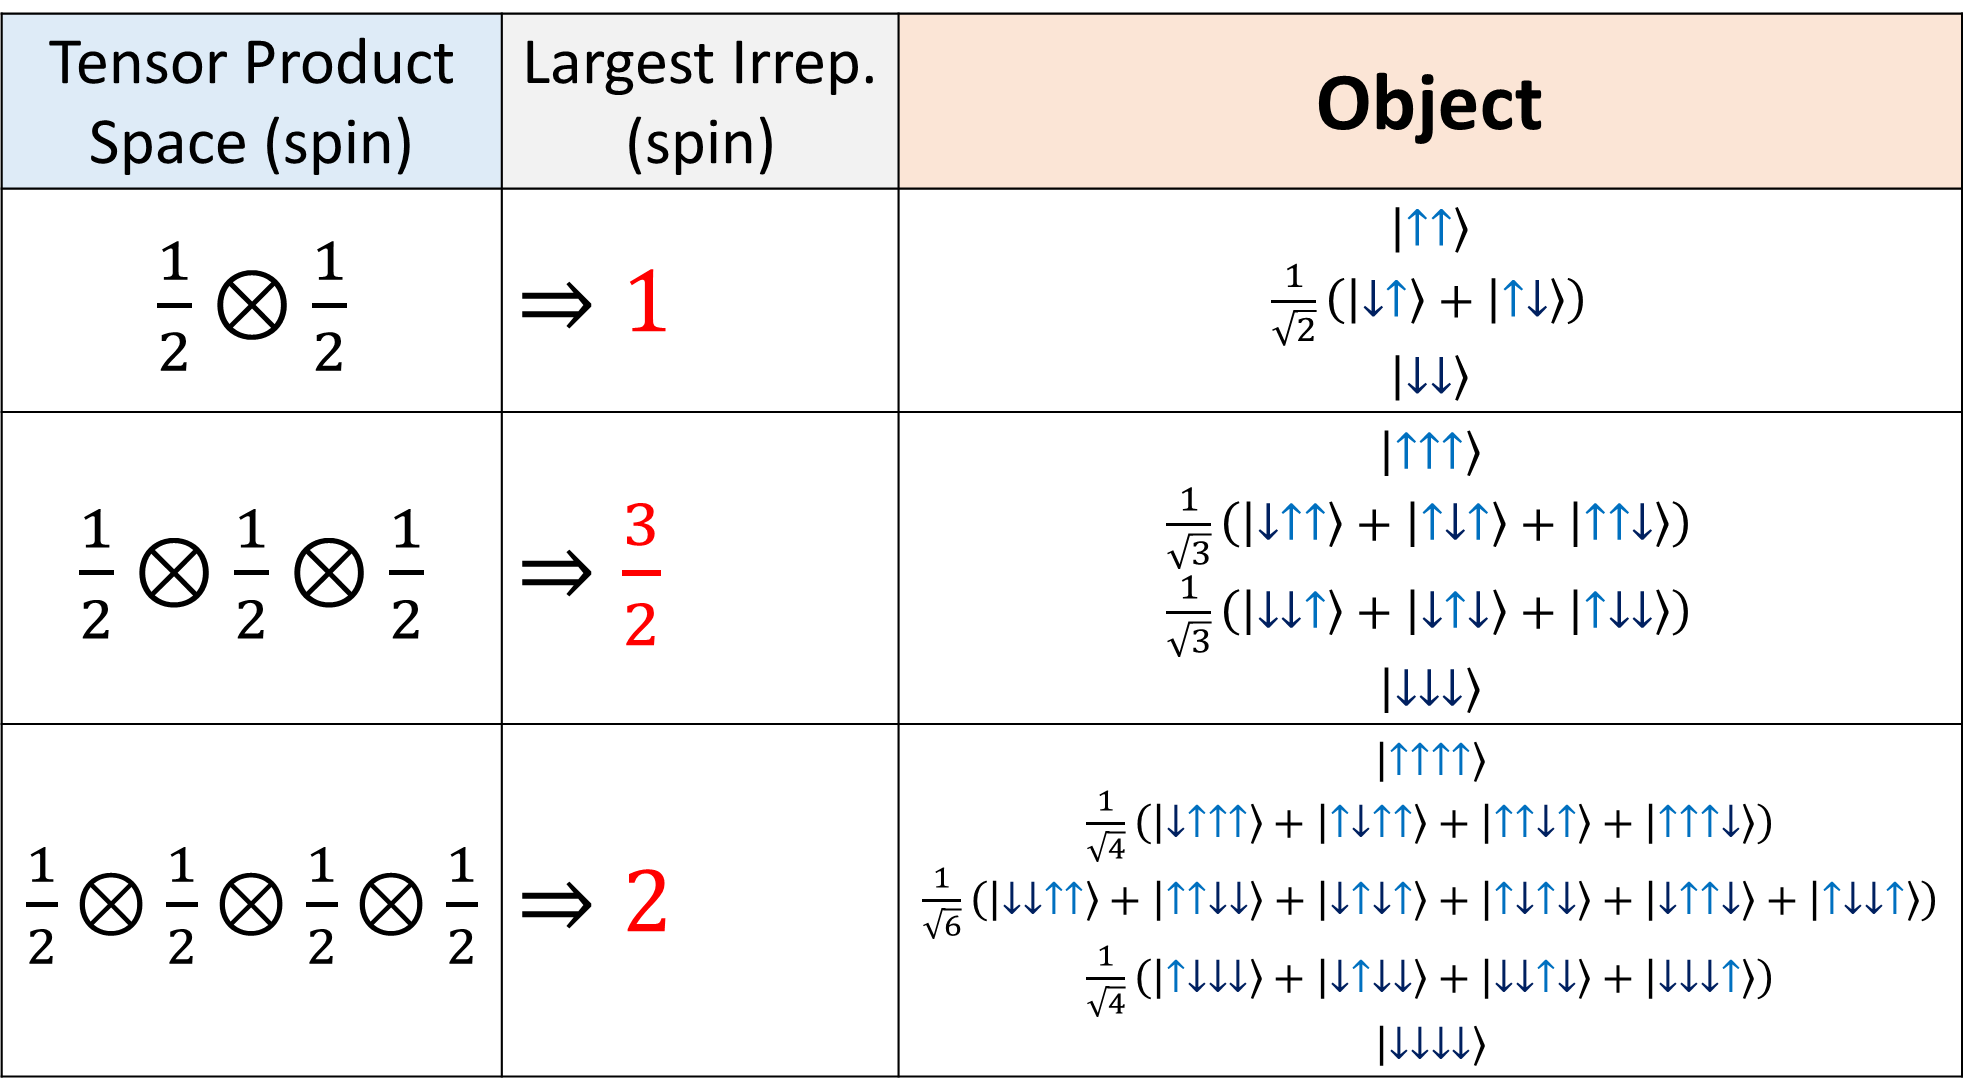 Tensor Product
Space (spin)
Largest Irrep.
(spin)
Object
1/2 ⊗ 1/2
⇒ 1
|↑↑⟩
1/√2 (|↓↑⟩ + |↑↓⟩)
|↓↓⟩
1/2 ⊗ 1/2 ⊗ 1/2
⇒ 3/2
|↑↑↑⟩
1/√3 (|↓↑↑⟩ + |↑↓↑⟩ + |↑↑↓⟩)
1/√3 (|↓↓↑⟩ + |↓↑↓⟩ + |↑↓↓⟩)
|↓↓↓⟩
1/2 ⊗ 1/2 ⊗ 1/2 ⊗ 1/2
⇒ 2
|↑↑↑↑⟩
1/√4 (|↓↑↑↑⟩ + |↑↓↑↑⟩ + |↑↑↓↑⟩ + |↑↑↑↓⟩)
1/√6 (|↓↓↑↑⟩ + |↑↑↓↓⟩ + |↓↑↓↑⟩ + |↑↓↑↓⟩ + |↓↑↑↓⟩ + |↑↓↓↑⟩)
1/√4 (|↑↓↓↓⟩ + |↓↑↓↓⟩ + |↓↓↑↓⟩ + |↓↓↓↑⟩)
|↓↓↓↓⟩